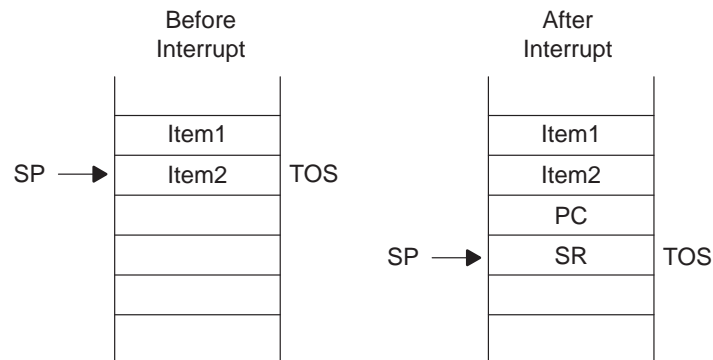 Before
Interrupt
After
Interrupt
Item1
Item1
SP
Item2
TOS
Item2
PC
SP
SR
TOS